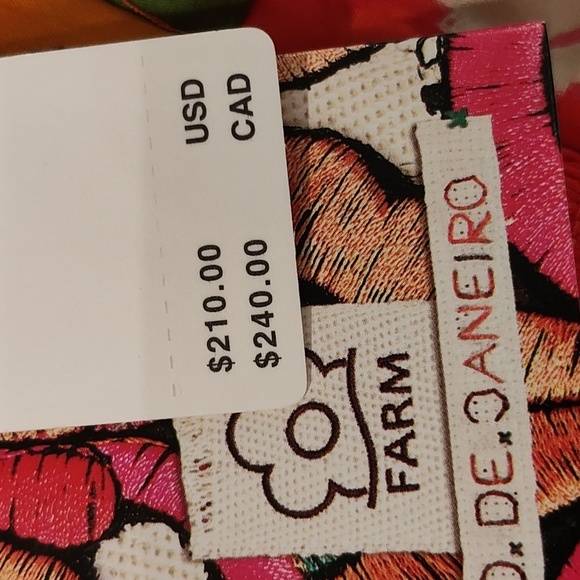 $210.00 USD
$240.00 CAD
FARM
O DE JANEIRO